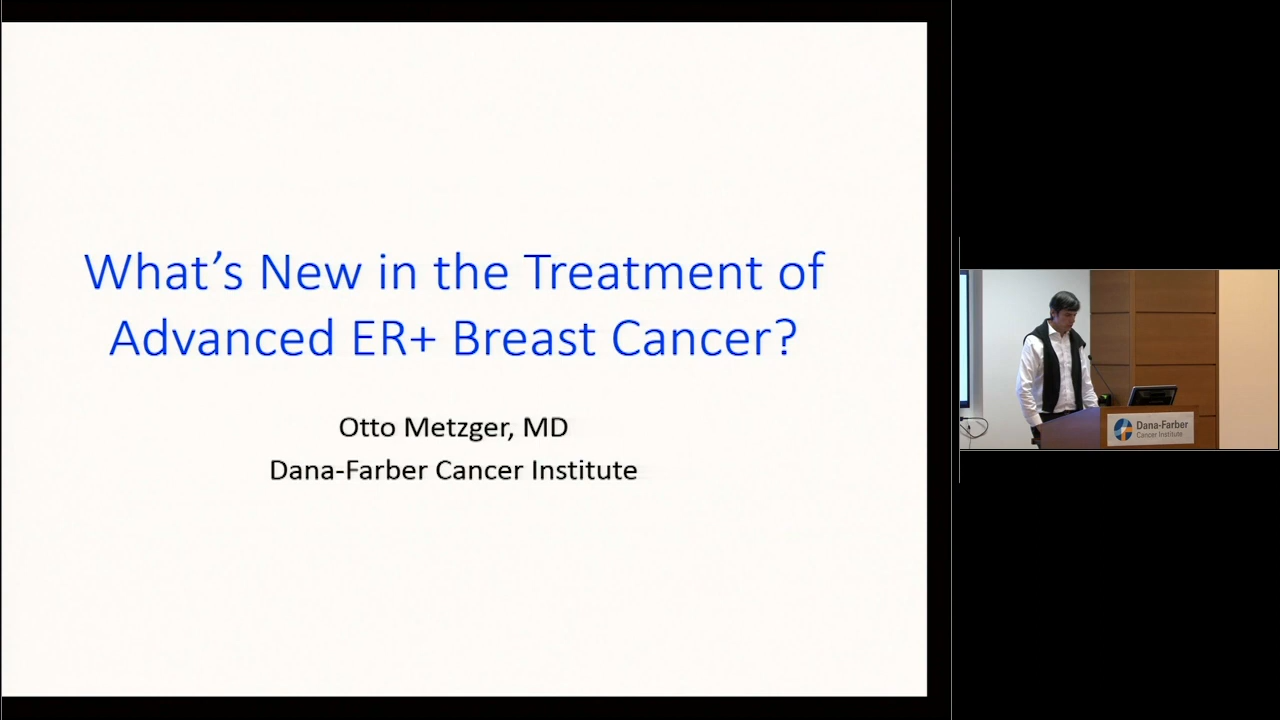 What's New in the Treatment of
Advanced ER+ Breast Cancer?
Otto Metzger, MD
Dana-Farber Cancer Institute
Dana-Farber
Cancer Institute